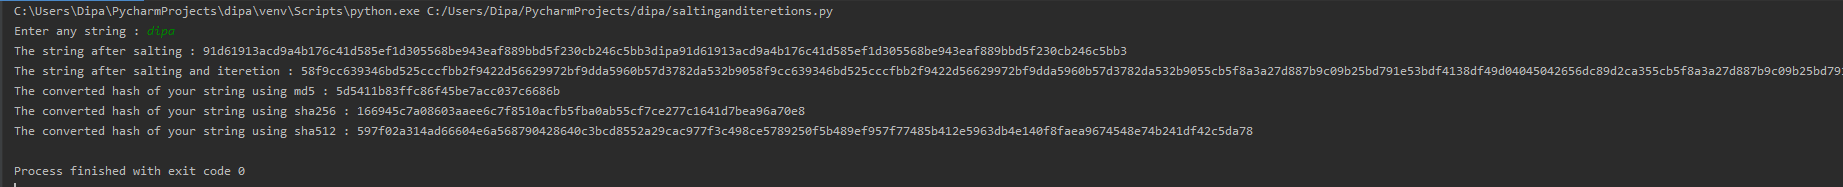 C:\Users\Dipa\PycharmProjects\dipa\venv\Scripts\python.exe C:/Users/Dipa/PycharmProjects/dipa/saltinganditeretions.py
Enter any string : dipa
The string after salting : 91d61913acd9a4b176c41d585ef1d305568be943eaf889bbd5f230cb246c5bb3dipa91d61913acd9a4b176c41d585ef1d305568be943eaf889bbd5f230cb246c5bb3
The string after salting and iteretion : 58f9cc639346bd525cccfbb2f9422d56629972bf9dda5960b57d3782da532b9058f9cc639346bd525cccfbb2f9422d56629972bf9dda5960b57d3782da532b9055cb5f8a3a27d887b9c09b25bd791e53bdf4138df49d04045042656dc89d2ca355cb5f8a3a27d887b9c09b25bd791
The converted hash of your string using md5 : 5d5411b83ffc86f45be7acc037c6686b
The converted hash of your string using sha256 : 166945c7a08603aaee6c7f8510acfb5fba0ab55cf7ce277c1641d7bea96a70e8
The converted hash of your string using sha512 : 597f02a314ad66604e6a568790428640c3bcd8552a29cac977f3c498ce5789250f5b489ef957f77485b412e5963db4e140f8faea9674548e74b241df42c5da78
Process finished with exit code 0